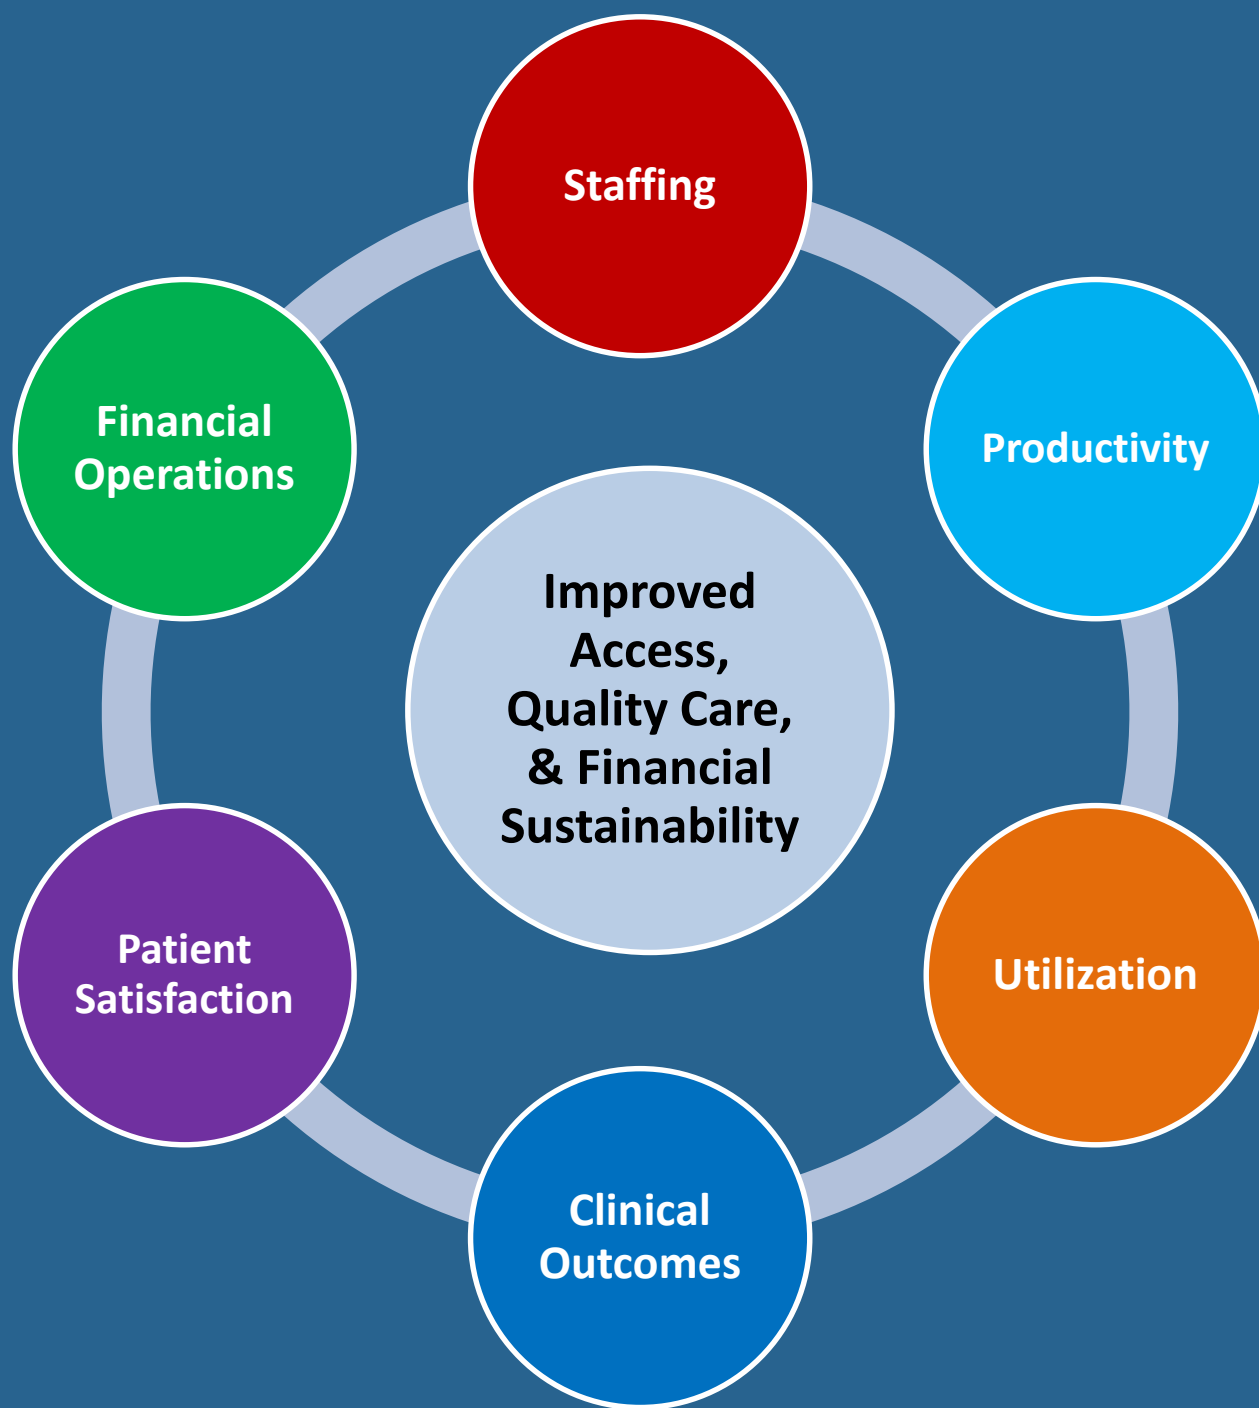 Staffing
Financial
Operations
Productivity
Improved
Access,
Quality Care,
& Financial
Sustainability
Patient
Satisfaction
Utilization
Clinical
Outcomes